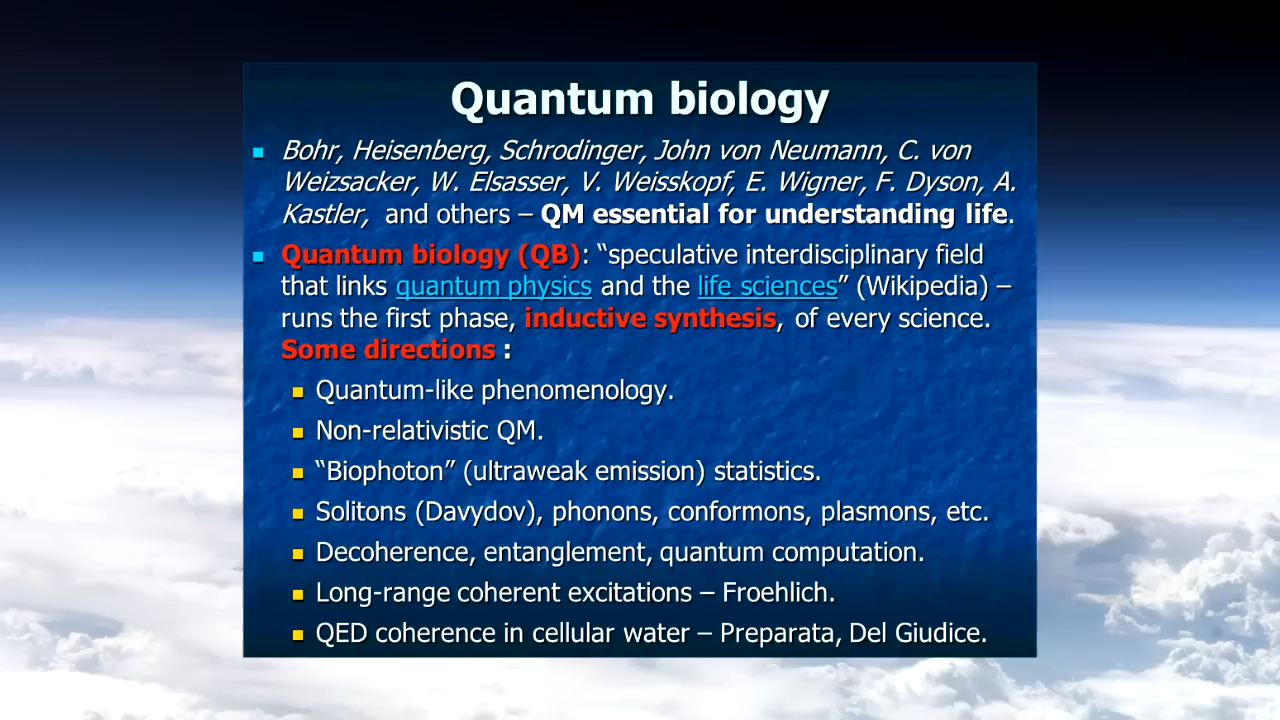 Quantum biology
Bohr, Heisenberg, Schrodinger, John von Neumann, C. von
Weizsacker, W. Elsasser, V. Weisskopf, E. Wigner, F. Dyson, A.
Kastler, and others – QM essential for understanding life.
Quantum biology (QB): “speculative interdisciplinary field
that links quantum physics and the life sciences” (Wikipedia) –
runs the first phase, inductive synthesis, of every science.
Some directions :
Quantum-like phenomenology.
Non-relativistic QM.
“Biophoton” (ultraweak emission) statistics.
Solitons (Davydov), phonons, conformons, plasmons, etc.
Decoherence, entanglement, quantum computation.
Long-range coherent excitations – Froehlich.
QED coherence in cellular water – Preparata, Del Giudice.